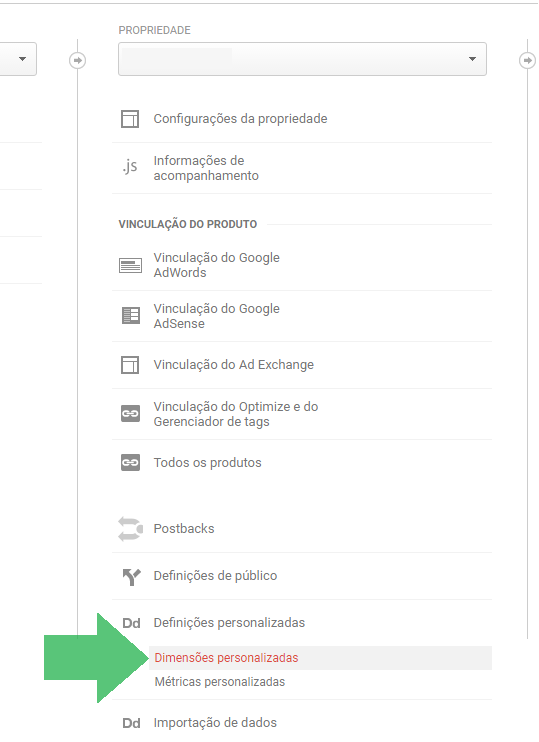 PROPRIEDADE
Configurações da propriedade
.js
Informações de
acompanhamento
VINCULAÇÃO DO PRODUTO
Vinculação do Google
AdWords
Vinculação do Google
AdSense
Vinculação do Ad Exchange
Vinculação do Optimize e do
Gerenciador de tags
Todos os produtos
Postbacks
Definições de público
Dd Definições personalizadas
Dimensões personalizadas
Métricas personalizadas
Dd Importação de dados